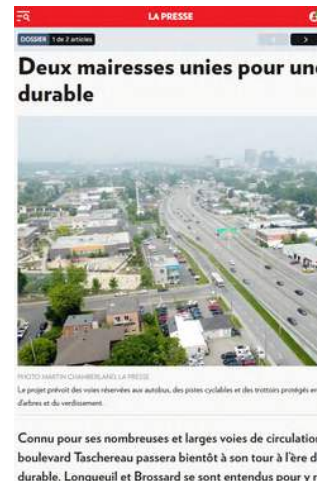 LA PRESSE
DOSSIER 1 de 2 articles
Deux mairesses unies pour une
durable
PHOTO MARTIN CHAMBERLAND, LA PRESSE
Le projet prévoit des voies réservées aux autobus, des pistes cyclables et des trottoirs protégés en
d'arbres et du verdissement.
Connu pour ses nombreuses et larges voies de circulation
boulevard Taschereau passera bientôt à son tour à l'ère d
durable. Longueuil et Brossard se sont entendus pour y